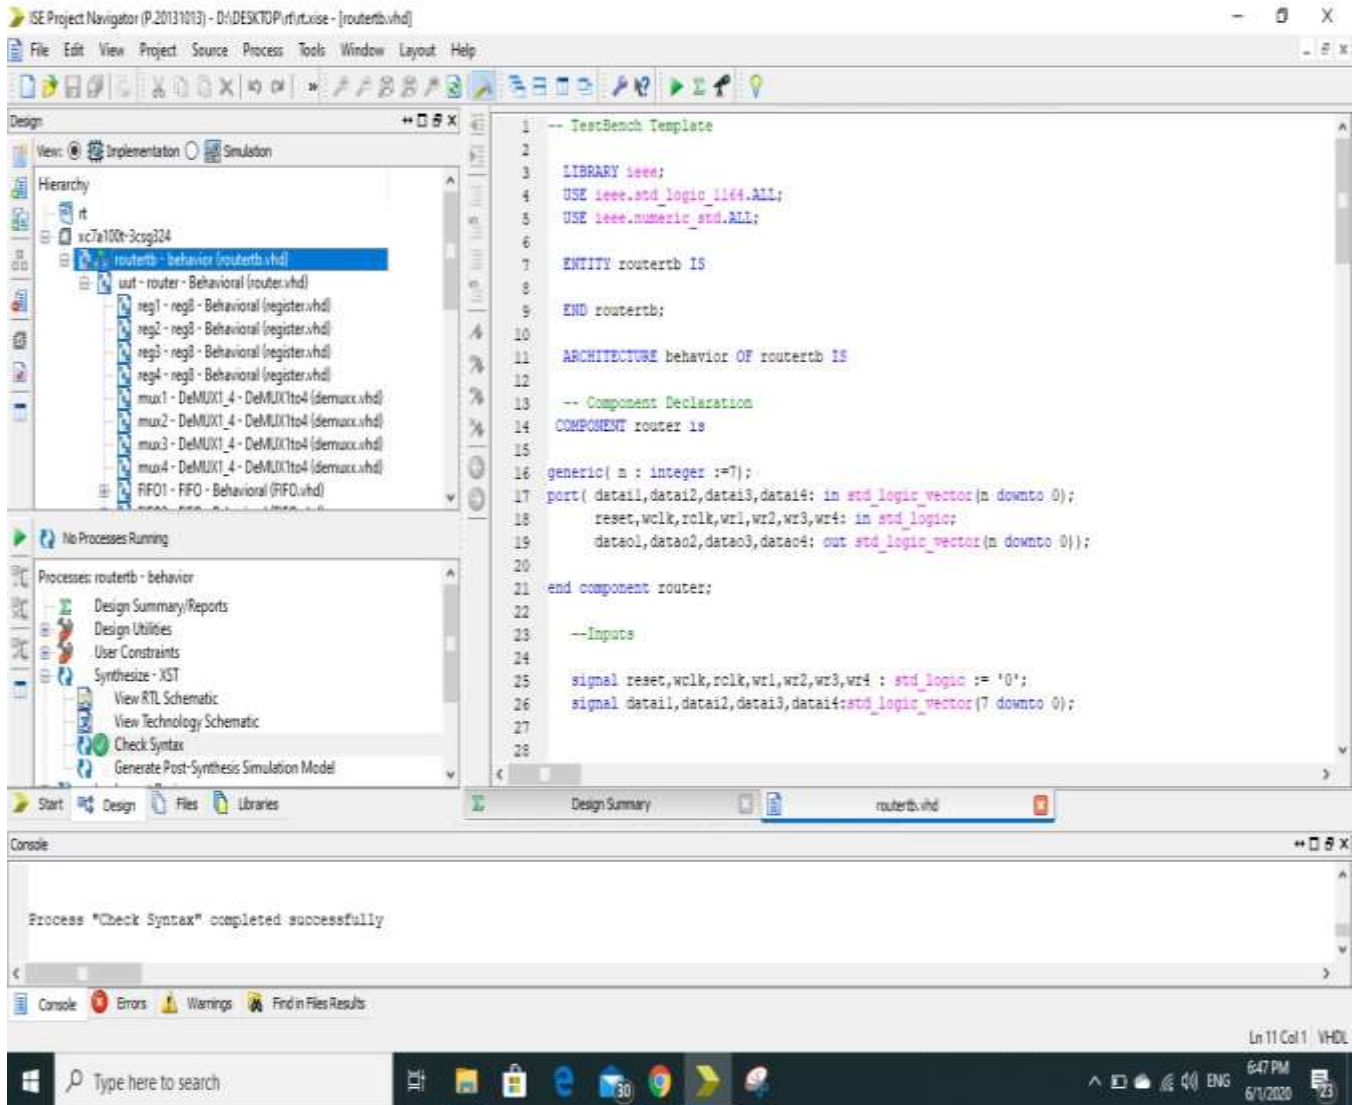 ISE Project Navigator (P.20131013) - D:\DESKTOP\rt\rt.xise - [routertb.vhd]
File Edit View Project Source Process Tools Window Layout Help
Design
View: Implementation Simulation
Hierarchy
rt
xc7a100t-3csg324
routertb - behavior (routertb.vhd)
uut - router - Behavioral (router.vhd)
reg1 - reg8 - Behavioral (register.vhd)
reg2 - reg8 - Behavioral (register.vhd)
reg3 - reg8 - Behavioral (register.vhd)
reg4 - reg8 - Behavioral (register.vhd)
mux1 - DeMUX1_4 - DeMUX1to4 (demuxx.vhd)
mux2 - DeMUX1_4 - DeMUX1to4 (demuxx.vhd)
mux3 - DeMUX1_4 - DeMUX1to4 (demuxx.vhd)
mux4 - DeMUX1_4 - DeMUX1to4 (demuxx.vhd)
FIFO1 - FIFO - Behavioral (FIFO.vhd)
No Processes Running
Processes: routertb - behavior
Design Summary/Reports
Design Utilities
User Constraints
Synthesize - XST
View RTL Schematic
View Technology Schematic
Check Syntax
Generate Post-Synthesis Simulation Model
Start Design Files Libraries
1 -- TestBench Template
2
3 LIBRARY ieee;
4 USE ieee.std_logic_1164.ALL;
5 USE ieee.numeric_std.ALL;
6
7 ENTITY routertb IS
8
9 END routertb;
10
11 ARCHITECTURE behavior OF routertb IS
12
13 -- Component Declaration
14 COMPONENT router is
15
16 generic( n : integer :=7);
17 port( datai1,datai2,datai3,datai4: in std_logic_vector(n downto 0);
18 reset,wclk,rclk,wr1,wr2,wr3,wr4: in std_logic;
19 datao1,datao2,datao3,datao4: out std_logic_vector(n downto 0));
20
21 end component router;
22
23 --Inputs
24
25 signal reset,wclk,rclk,wr1,wr2,wr3,wr4 : std_logic := '0';
26 signal datai1,datai2,datai3,datai4:std_logic_vector(7 downto 0);
27
28
Design Summary routertb.vhd
Console
Process "Check Syntax" completed successfully
Console Errors Warnings Find in Files Results
Ln 11 Col 1 VHDL
Type here to search
30
ENG
6:47 PM
6/1/2020
23